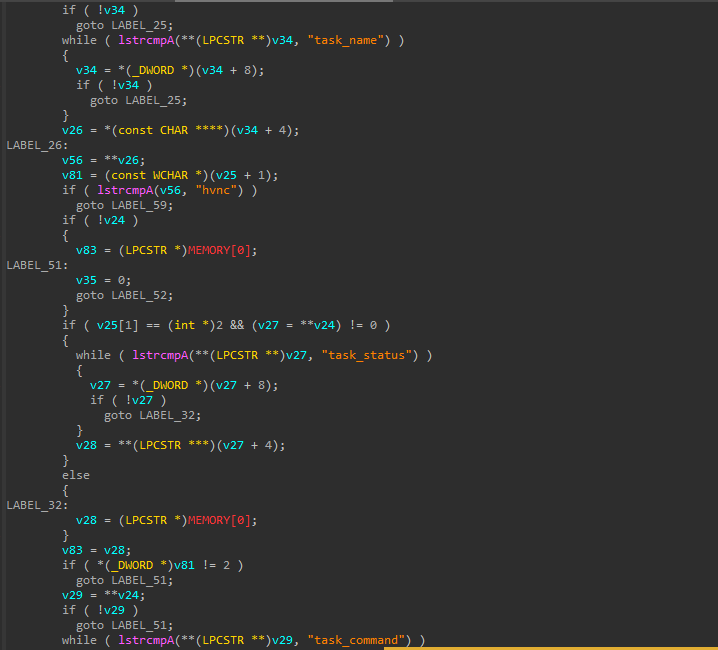 if ( !v34 )
goto LABEL_25;
while ( lstrcmpA(**(LPCSTR **)v34, "task_name") )
{
v34 = *(_DWORD *)(v34 + 8);
if ( !v34 )
goto LABEL_25;
}
v26 = *(const CHAR ****)(v34 + 4);
LABEL_26:
v56 = **v26;
v81 = (const WCHAR *)(v25 + 1);
if ( lstrcmpA(v56, "hvnc") )
goto LABEL_59;
if ( !v24 )
{
v83 = (LPCSTR *)MEMORY[0];
LABEL_51:
v35 = 0;
goto LABEL_52;
}
if ( v25[1] == (int *)2 && (v27 = **v24) != 0 )
{
while ( lstrcmpA(**(LPCSTR **)v27, "task_status") )
{
v27 = *(_DWORD *)(v27 + 8);
if ( !v27 )
goto LABEL_32;
}
v28 = **(LPCSTR ***)(v27 + 4);
}
else
{
LABEL_32:
v28 = (LPCSTR *)MEMORY[0];
}
v83 = v28;
if ( *(_DWORD *)v81 != 2 )
goto LABEL_51;
v29 = **v24;
if ( !v29 )
goto LABEL_51;
while ( lstrcmpA(**(LPCSTR **)v29, "task_command") )